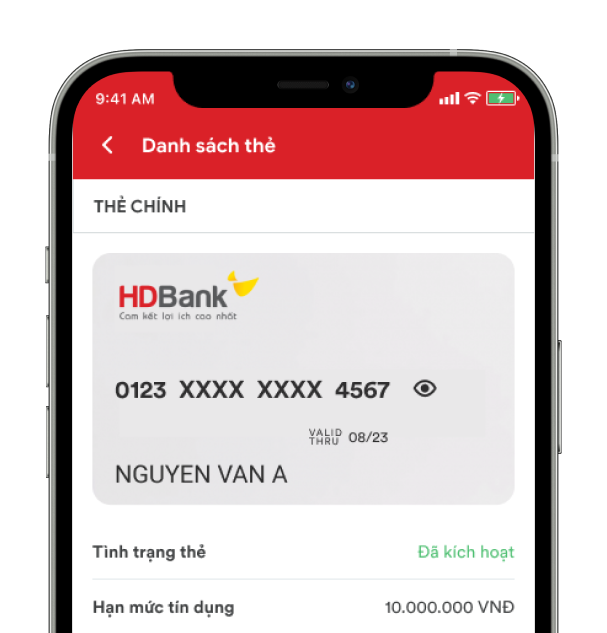 9:41 AM
Danh sách thẻ
THẺ CHÍNH
HDBank
Cam kết lợi ích cao nhất
0123 XXXX XXXX 4567
VALID THRU 08/23
NGUYEN VAN A
Tình trạng thẻ Đã kích hoạt
Hạn mức tín dụng 10.000.000 VNĐ